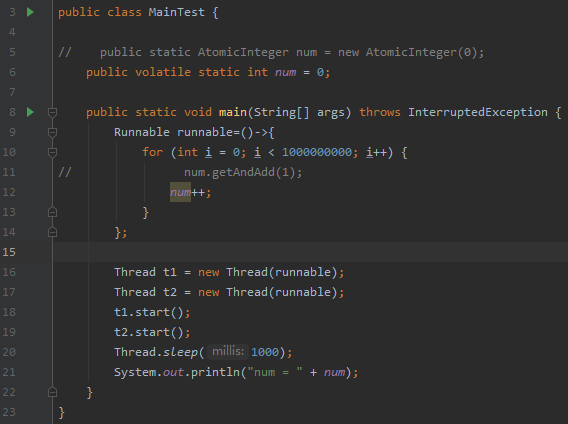 3 public class MainTest {
4
5 //    public static AtomicInteger num = new AtomicInteger(0);
6     public volatile static int num = 0;
7
8     public static void main(String[] args) throws InterruptedException {
9         Runnable runnable=()->{
10             for (int i = 0; i < 1000000000; i++) {
11 //                num.getAndAdd(1);
12                 num++;
13             }
14         };
15
16         Thread t1 = new Thread(runnable);
17         Thread t2 = new Thread(runnable);
18         t1.start();
19         t2.start();
20         Thread.sleep( millis: 1000);
21         System.out.println("num = " + num);
22     }
23 }